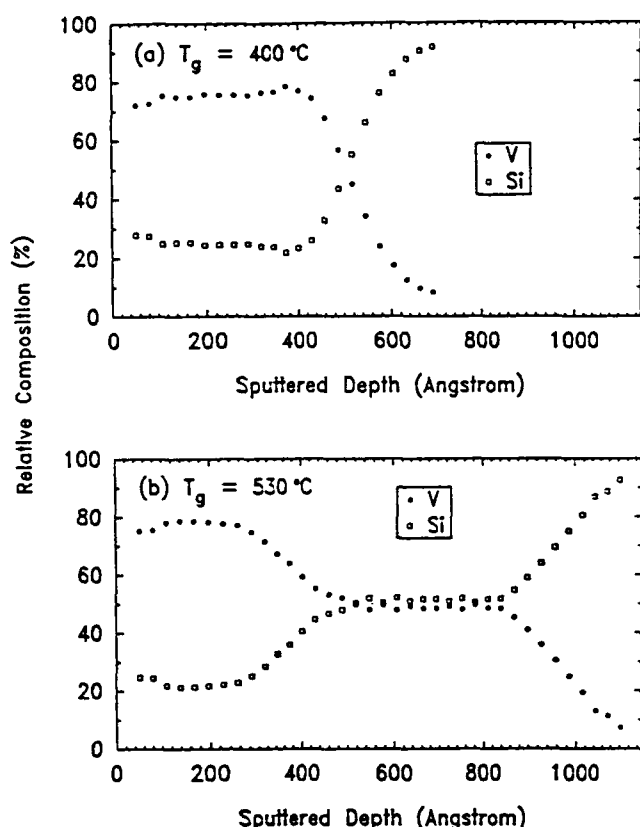 (a) T_g = 400 °C
100
80
60
40
20
0
V
Si
0 200 400 600 800 1000
Sputtered Depth (Angstrom)
Relative Composition (%)
(b) T_g = 530 °C
100
80
60
40
20
0
V
Si
0 200 400 600 800 1000
Sputtered Depth (Angstrom)